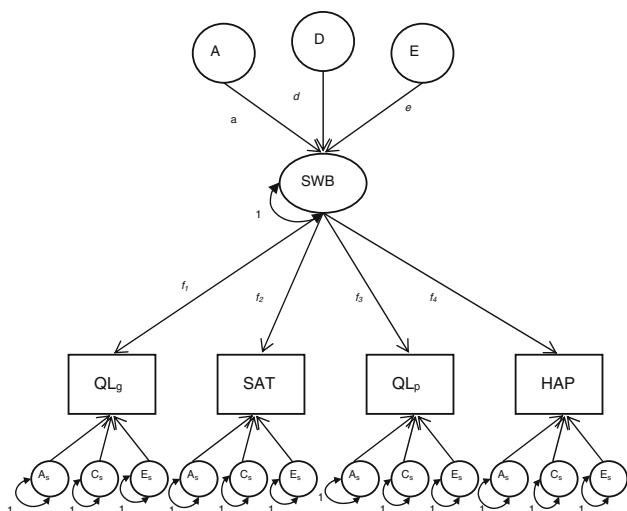 A D E
a d e
SWB
1
f1 f2 f3 f4
QLg SAT QLp HAP
As Cs Es As Cs Es As Cs Es As Cs Es
1 1 1 1 1 1 1 1 1 1 1 1